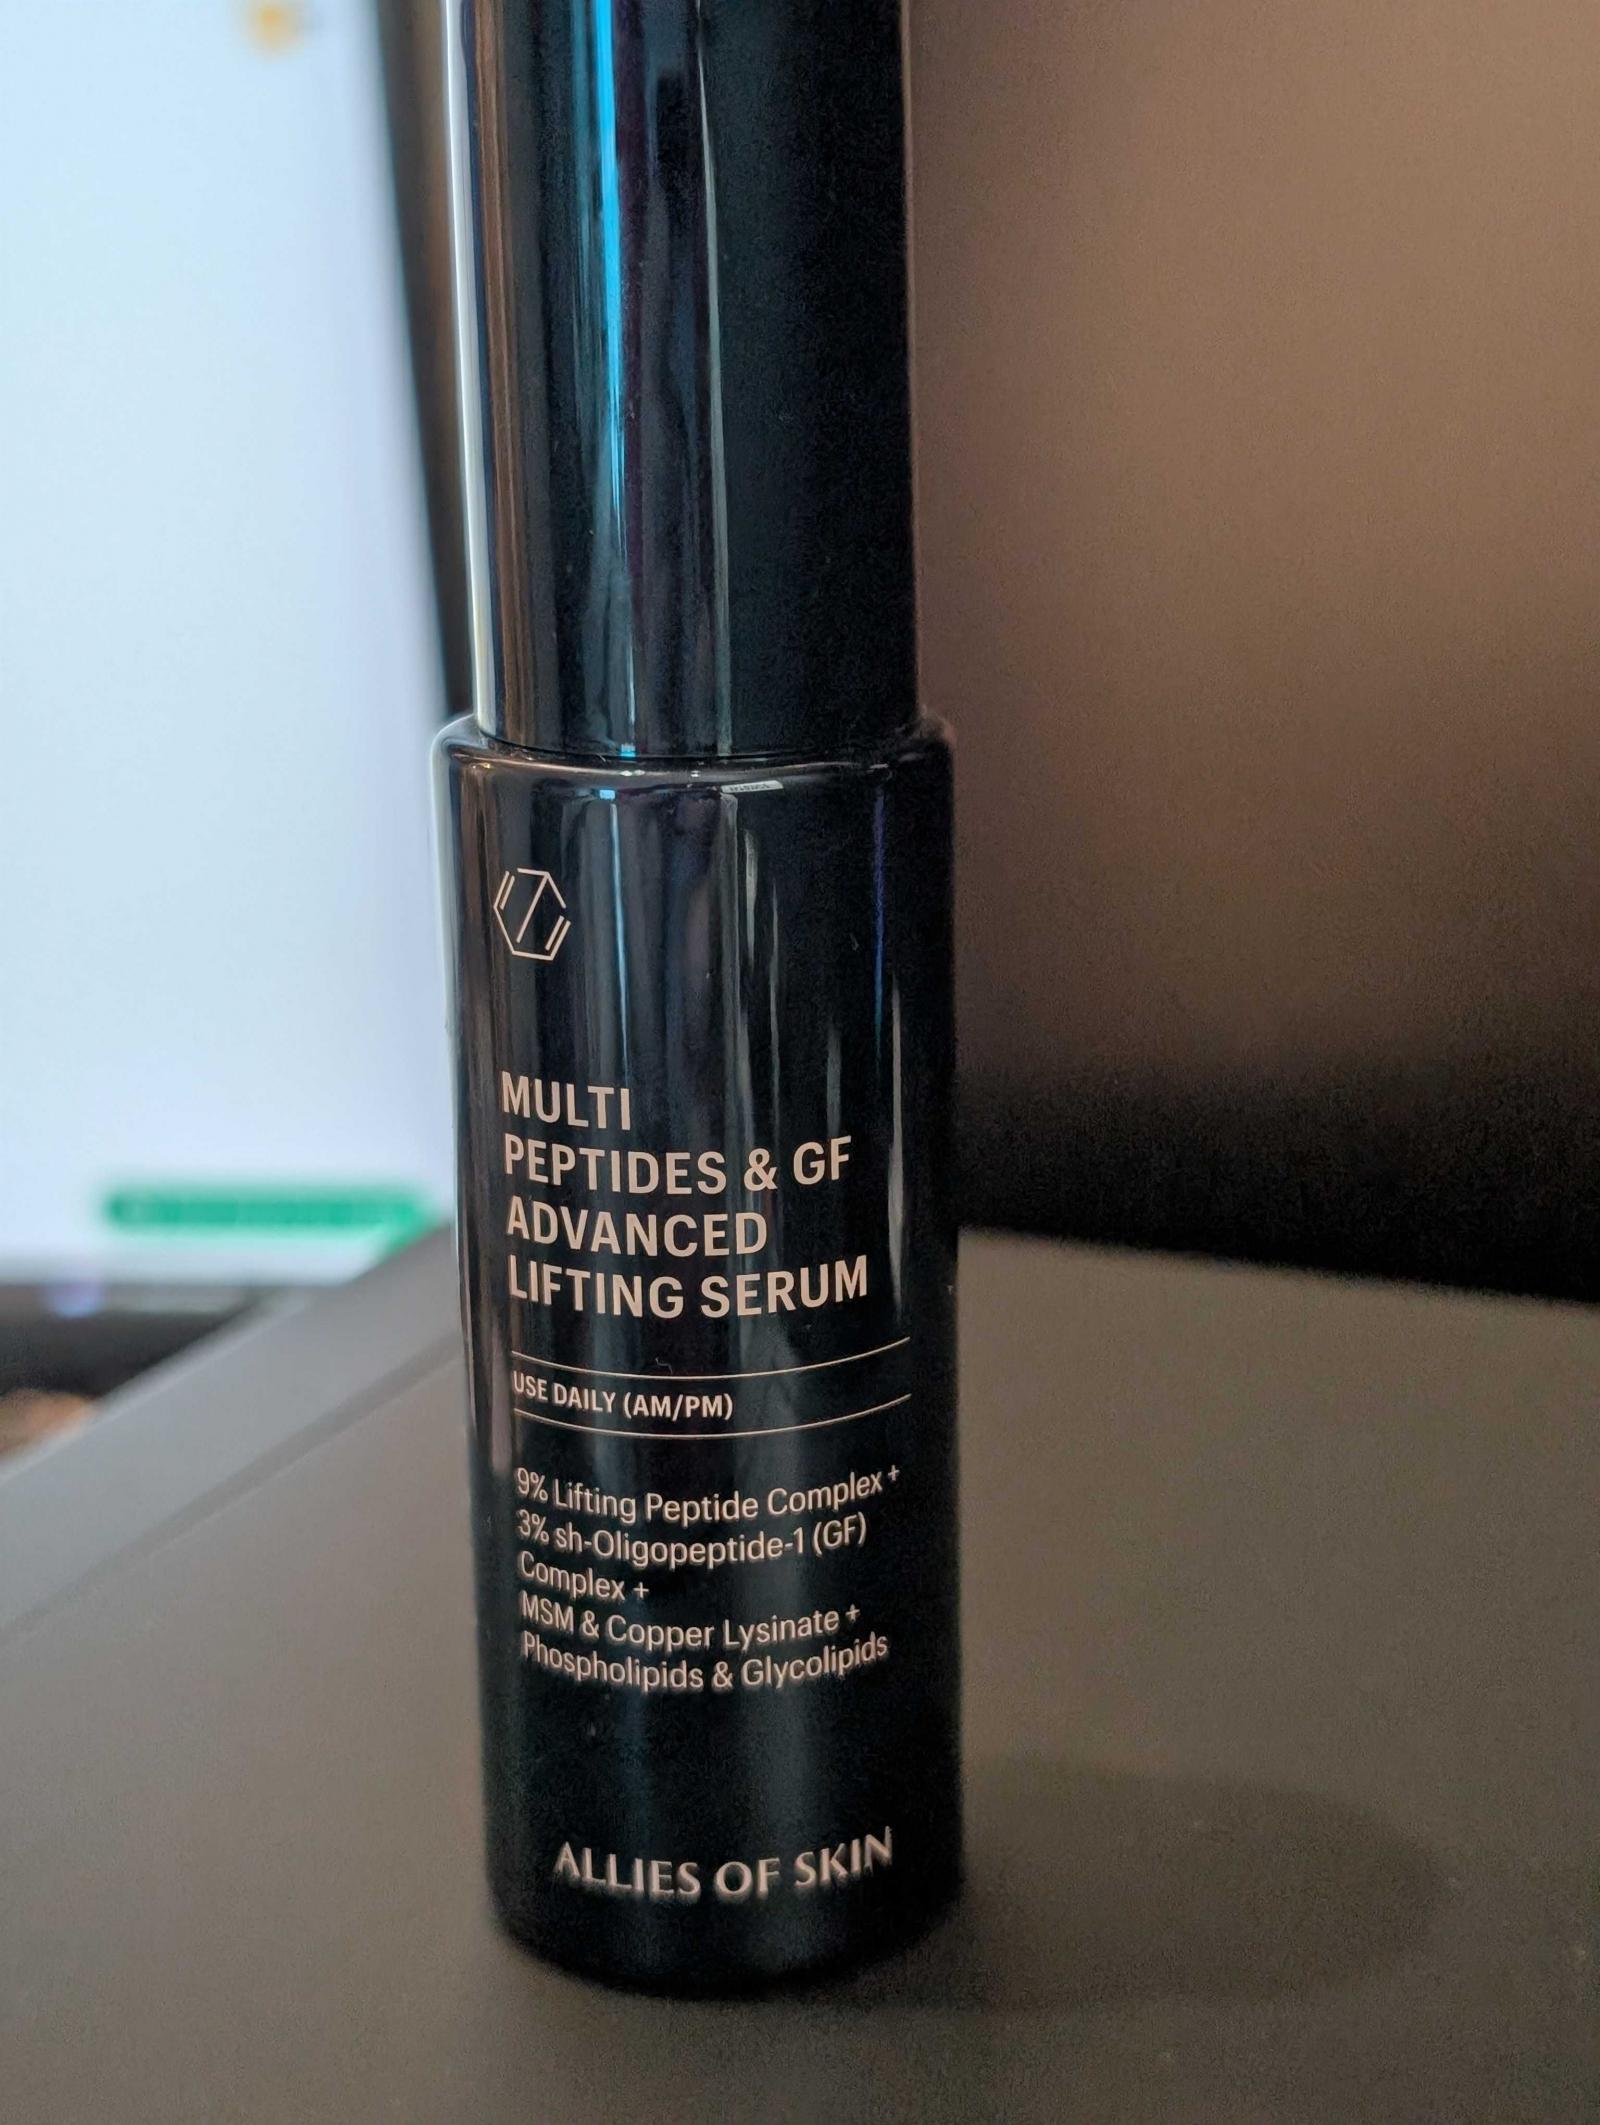 MULTI
PEPTIDES & GF
ADVANCED
LIFTING SERUM
USE DAILY (AM/PM)
9% Lifting Peptide Complex +
3% sh-Oligopeptide-1 (GF)
Complex +
MSM & Copper Lysinate +
Phospholipids & Glycolipids
ALLIES OF SKIN